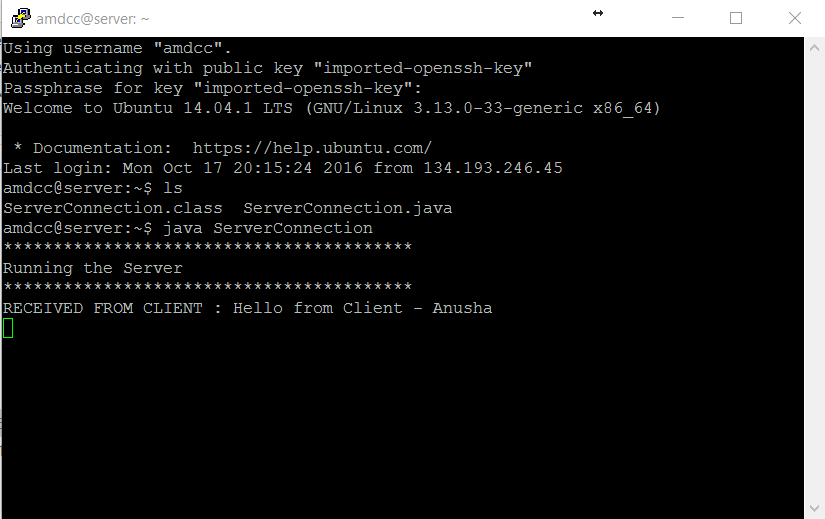 amdcc@server: ~
Using username "amdcc".
Authenticating with public key "imported-openssh-key"
Passphrase for key "imported-openssh-key":
Welcome to Ubuntu 14.04.1 LTS (GNU/Linux 3.13.0-33-generic x86_64)
* Documentation:  https://help.ubuntu.com/
Last login: Mon Oct 17 20:15:24 2016 from 134.193.246.45
amdcc@server:~$ ls
ServerConnection.class  ServerConnection.java
amdcc@server:~$ java ServerConnection
*****************************************
Running the Server
*****************************************
RECEIVED FROM CLIENT : Hello from Client - Anusha